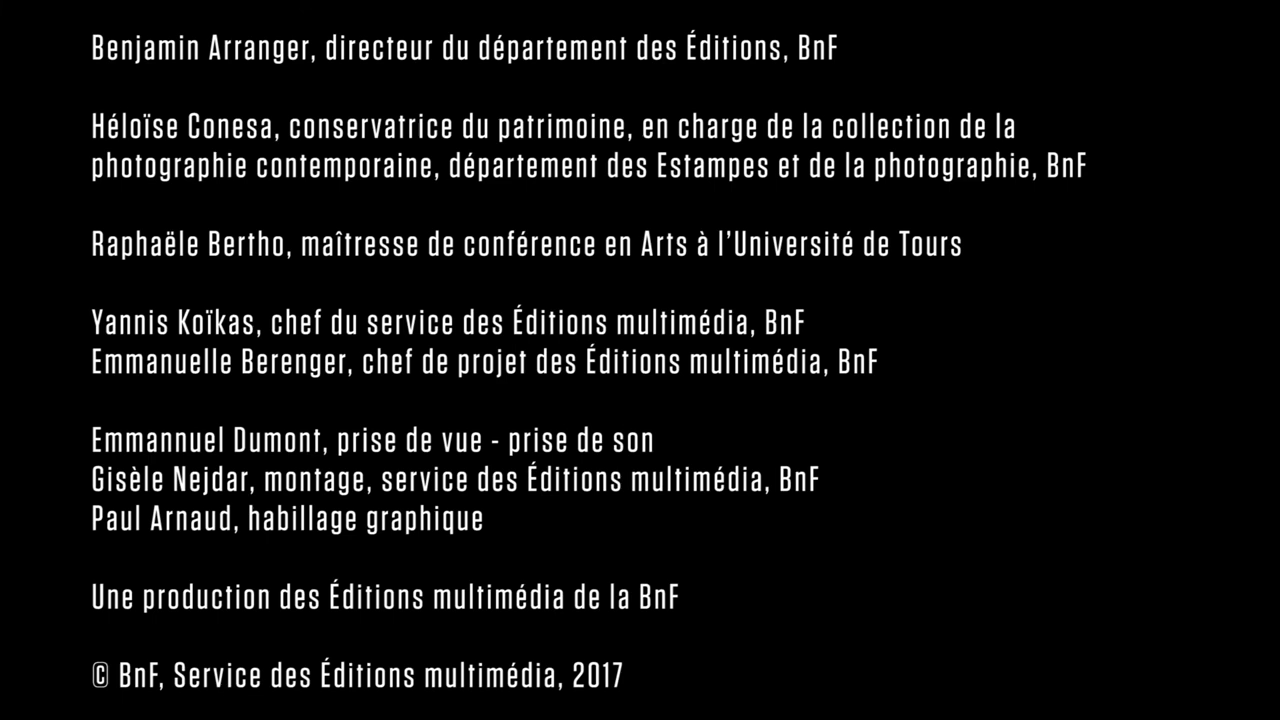 Benjamin Arranger, directeur du département des Éditions, BnF
Héloïse Conesa, conservatrice du patrimoine, en charge de la collection de la
photographie contemporaine, département des Estampes et de la photographie, BnF
Raphaële Bertho, maîtresse de conférence en Arts à l’Université de Tours
Yannis Koïkas, chef du service des Éditions multimédia, BnF
Emmanuelle Berenger, chef de projet des Éditions multimédia, BnF
Emmannuel Dumont, prise de vue - prise de son
Gisèle Nejdar, montage, service des Éditions multimédia, BnF
Paul Arnaud, habillage graphique
Une production des Éditions multimédia de la BnF
© BnF, Service des Éditions multimédia, 2017